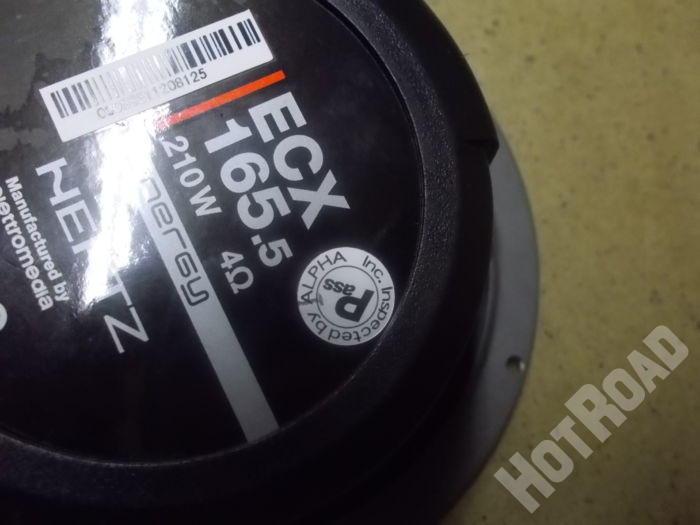 ECX
165.5
210W 4Ω
energy
HERTZ
Manufactured by
elettromedia
ALPHA Inc. Inspected by
Pass
HOTROAD